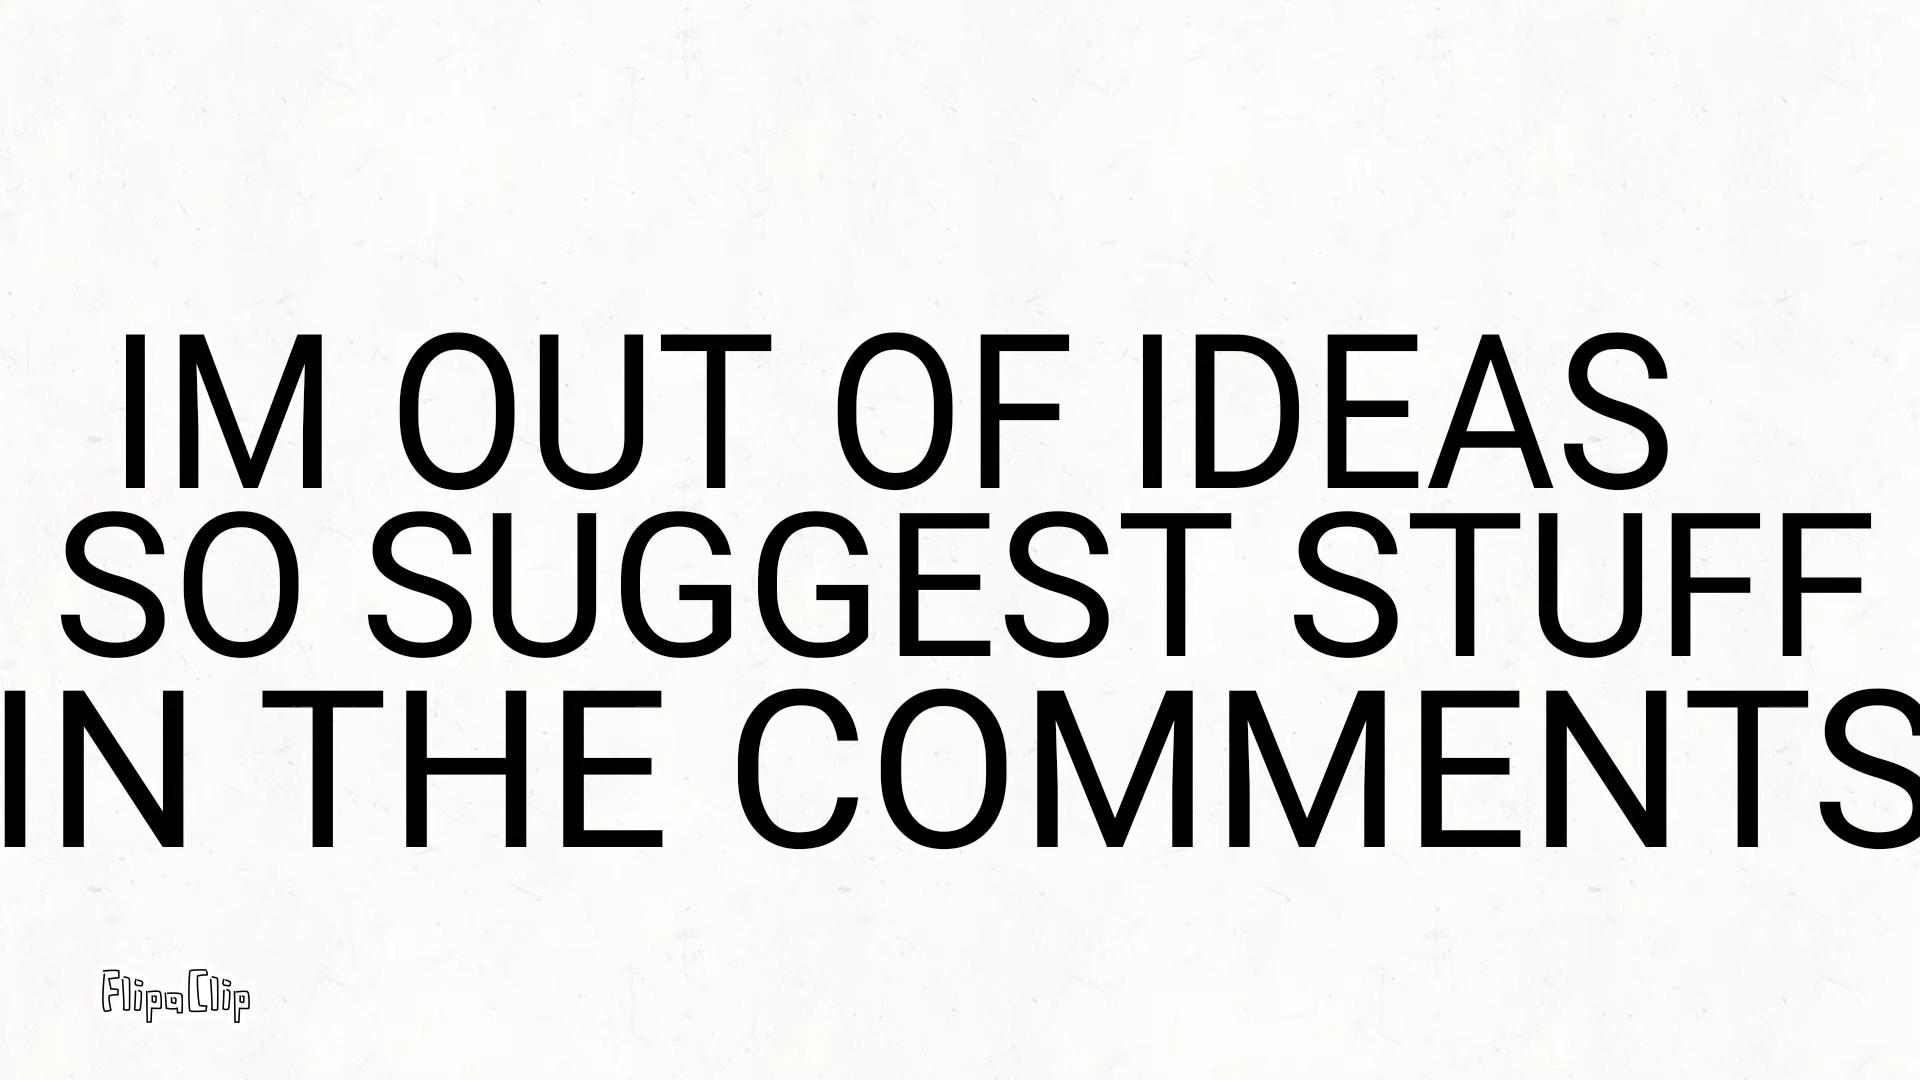 IM OUT OF IDEAS
SO SUGGEST STUFF
IN THE COMMENTS
FlipaClip